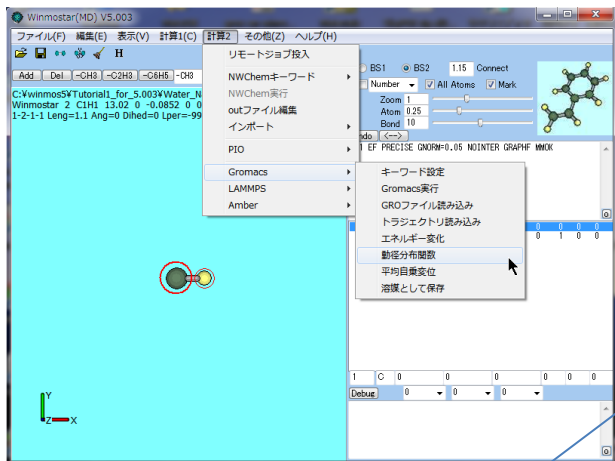 Winmostar(MD) V5.003
ファイル(F) 編集(E) 表示(V) 計算1(C) 計算2 その他(Z) ヘルプ(H)
H
Add Del -CH3 -C2H3 -C6H5 -CH3
C:¥winmos5¥Tutorial1_for_5.003¥Water_N
Winmostar 2 C1H1 13.02 0 -0.0852 0 0
1-2-1-1 Leng=1.1 Ang=0 Dihed=0 Lper=-99
リモートジョブ投入
NWChemキーワード
NWChem実行
outファイル編集
インポート
PIO
Gromacs
LAMMPS
Amber
キーワード設定
Gromacs実行
GROファイル読み込み
トラジェクトリ読み込み
エネルギー変化
動径分布関数
平均自乗変位
溶媒として保存
BS1 BS2 1.15 Connect
Number All Atoms Mark
Zoom 1
Atom 0.25
Bond 10
ndo <-->
1 EF PRECISE GNORM=0.05 NOINTER GRAPHF MMOK
0 0 0 0
0 1 0 0
1 C 0 0 0 0 0 0
Debug 0 0 0
Y
Z X